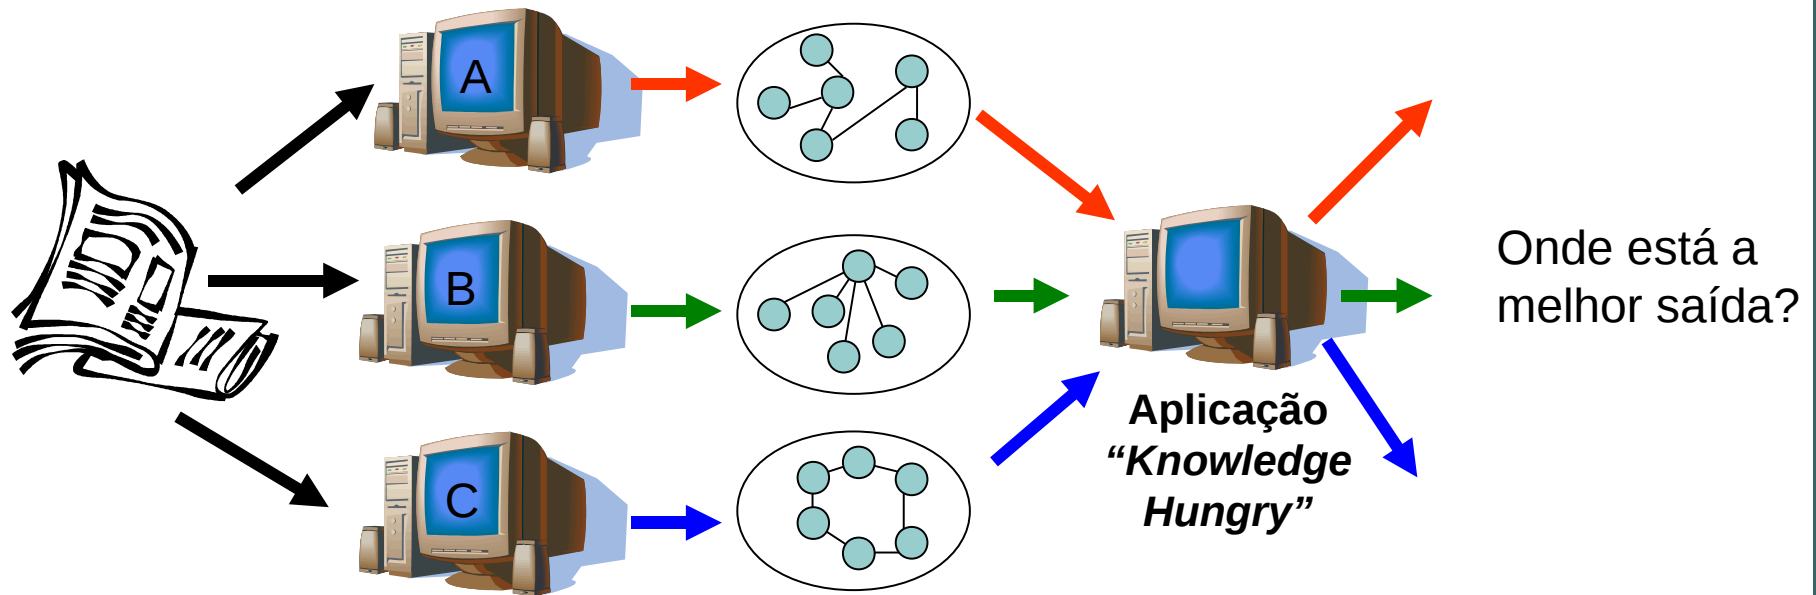 A
B
C
Onde está a
melhor saída?
Aplicação
“Knowledge
Hungry”